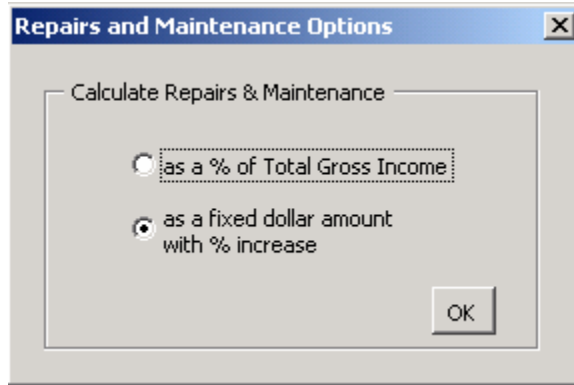 Repairs and Maintenance Options
Calculate Repairs & Maintenance
as a % of Total Gross Income
as a fixed dollar amount
with % increase
OK